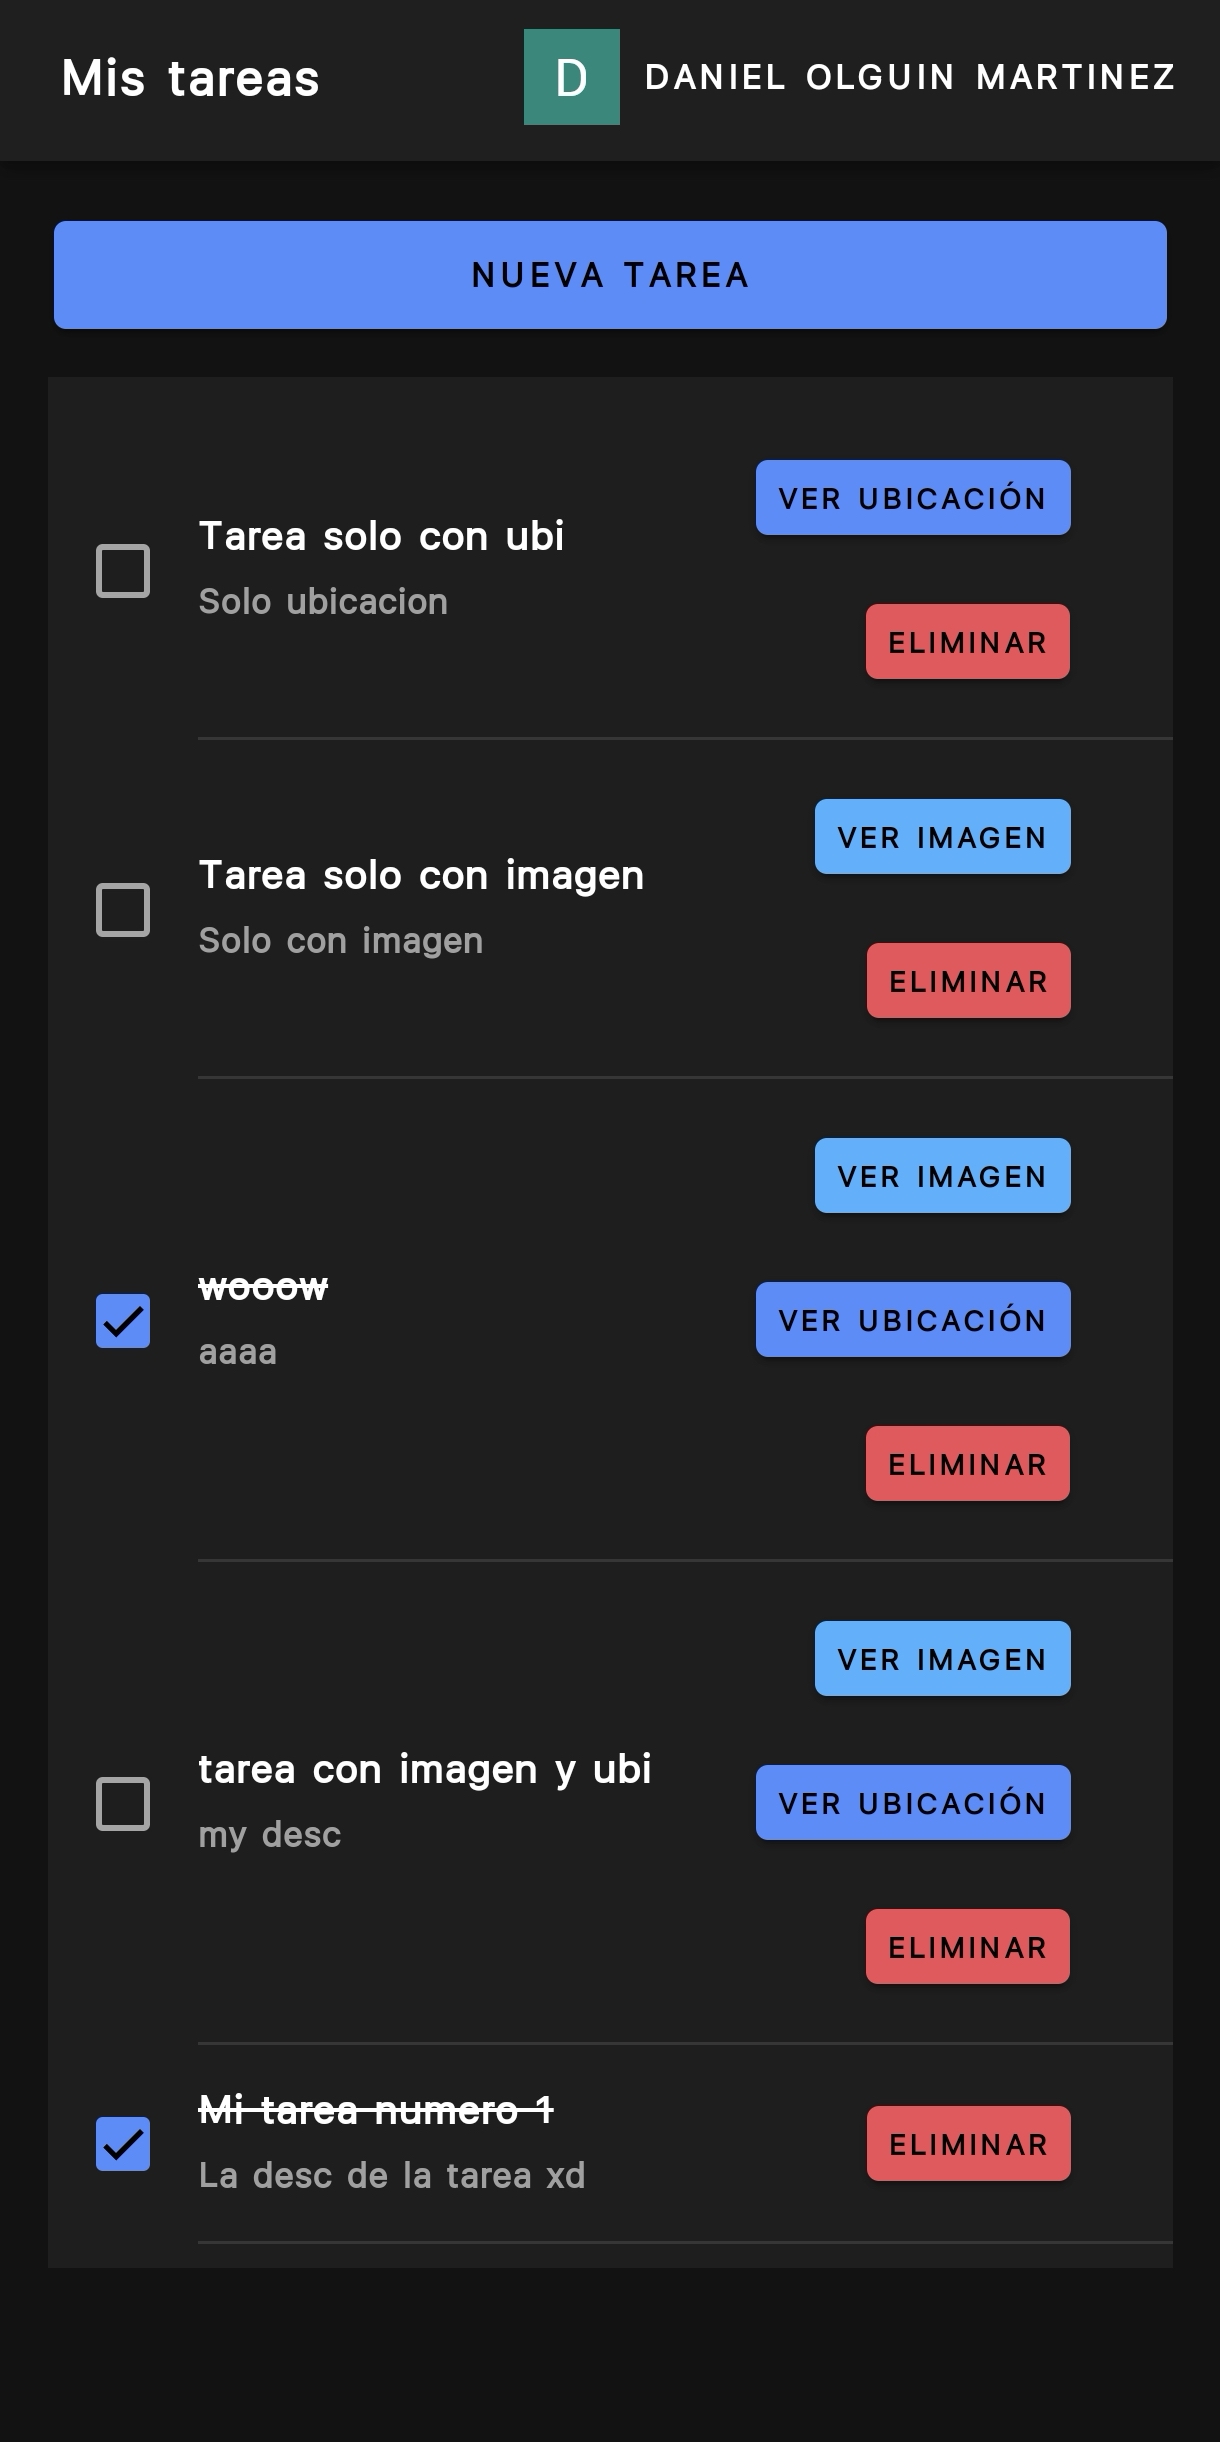 Mis tareas
D
DANIEL OLGUIN MARTINEZ
NUEVA TAREA
VER UBICACIÓN
Tarea solo con ubi
Solo ubicacion
ELIMINAR
VER IMAGEN
Tarea solo con imagen
Solo con imagen
ELIMINAR
VER IMAGEN
wooow
VER UBICACIÓN
aaaa
ELIMINAR
VER IMAGEN
tarea con imagen y ubi
VER UBICACIÓN
my desc
ELIMINAR
Mi tarea numero 1
ELIMINAR
La desc de la tarea xd